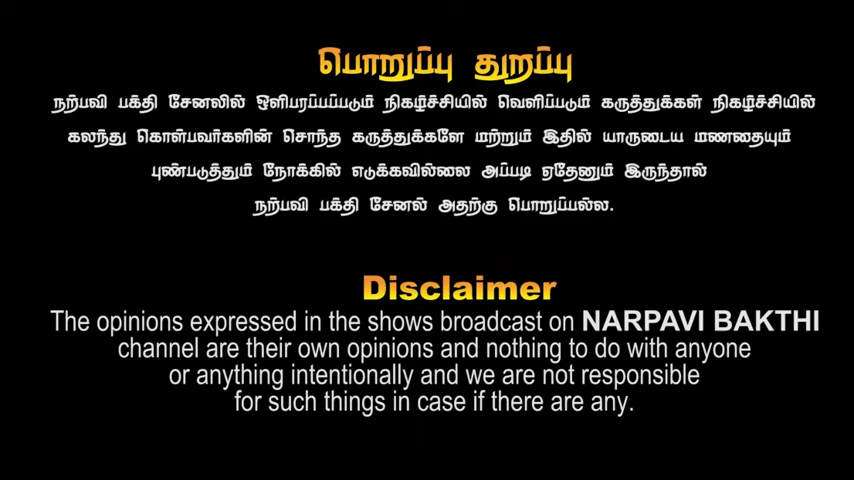 பொறுப்பு துறப்பு
நற்பவி பக்தி சேனலில் ஒளிபரப்பப்படும் நிகழ்ச்சியில் வெளிப்படும் கருத்துக்கள் நிகழ்ச்சியில்
கலந்து கொள்பவர்களின் சொந்த கருத்துக்களே மற்றும் இதில் யாருடைய மணதையும்
புண்படுத்தும் நோக்கில் எடுக்கவில்லை அப்படி ஏதேனும் இருந்தால்
நற்பவி பக்தி சேனல் அதற்கு பொறுப்பல்ல.
Disclaimer
The opinions expressed in the shows broadcast on NARPAVI BAKTHI
channel are their own opinions and nothing to do with anyone
or anything intentionally and we are not responsible
for such things in case if there are any.